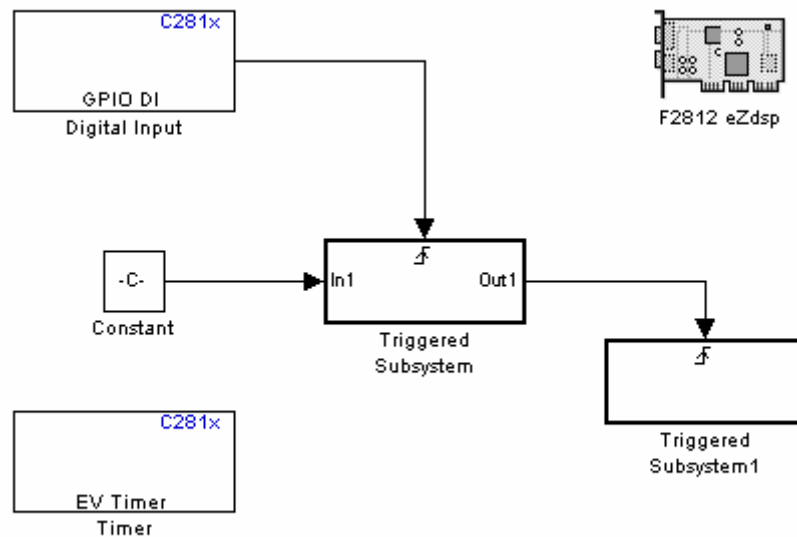 C281x
GPIO DI
Digital Input
F2812 eZdsp
-C-
Constant
In1
Out1
Triggered
Subsystem
Triggered
Subsystem1
C281x
EV Timer
Timer